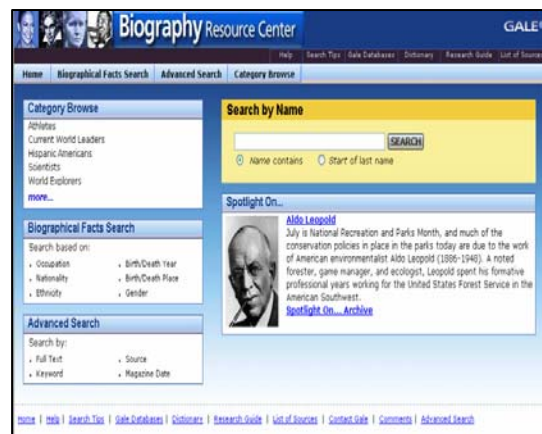 Biography Resource Center
GALE
Help Search Tips Gale Databases Dictionary Research Guide List of Sources
Home Biographical Facts Search Advanced Search Category Browse
Category Browse
Athletes
Current World Leaders
Hispanic Americans
Scientists
World Explorers
more...
Biographical Facts Search
Search based on:
• Occupation • Birth/Death Year
• Nationality • Birth/Death Place
• Ethnicity • Gender
Advanced Search
Search by:
• Full Text • Source
• Keyword • Magazine Date
Search by Name
SEARCH
Name contains Start of last name
Spotlight On...
Aldo Leopold
July is National Recreation and Parks Month, and much of the
conservation policies in place in the parks today are due to the work
of American environmentalist Aldo Leopold (1886-1948). A noted
forester, game manager, and ecologist, Leopold spent his formative
professional years working for the United States Forest Service in the
American Southwest.
Spotlight On... Archive
Home | Help | Search Tips | Gale Databases | Dictionary | Research Guide | List of Sources | Contact Gale | Comments | Advanced Search